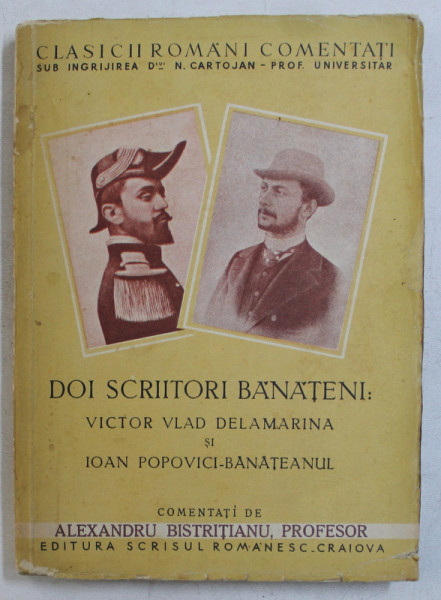 CLASICII ROMÂNI COMENTAȚI
SUB INGRIJIREA Dlui N. CARTOJAN - PROF. UNIVERSITAR
DOI SCRIITORI BĂNĂȚENI:
VICTOR VLAD DELAMARINA
ȘI
IOAN POPOVICI-BĂNĂȚEANUL
COMENTAȚI DE
ALEXANDRU BISTRIȚIANU, PROFESOR
EDITURA SCRISUL ROMÂNESC-CRAIOVA